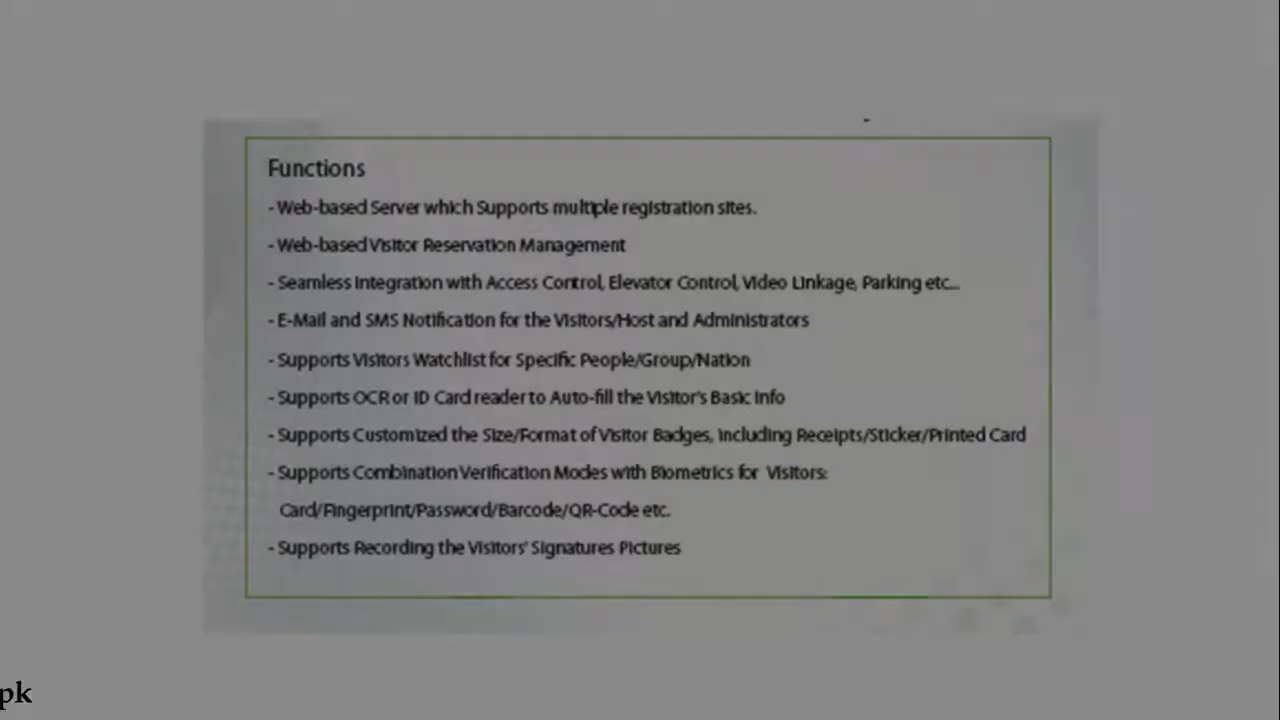 Functions
- Web-based Server which Supports multiple registration sites.
- Web-based Visitor Reservation Management
- Seamless Integration with Access Control, Elevator Control, Video Linkage, Parking etc...
- E-Mail and SMS Notification for the Visitors/Host and Administrators
- Supports Visitors Watchlist for Specific People/Group/Nation
- Supports OCR or ID Card reader to Auto-fill the Visitor's Basic Info
- Supports Customized the Size/Format of Visitor Badges, Including Receipts/Sticker/Printed Card
- Supports Combination Verification Modes with Biometrics for Visitors:
Card/Fingerprint/Password/Barcode/QR-Code etc.
- Supports Recording the Visitors' Signatures Pictures
pk